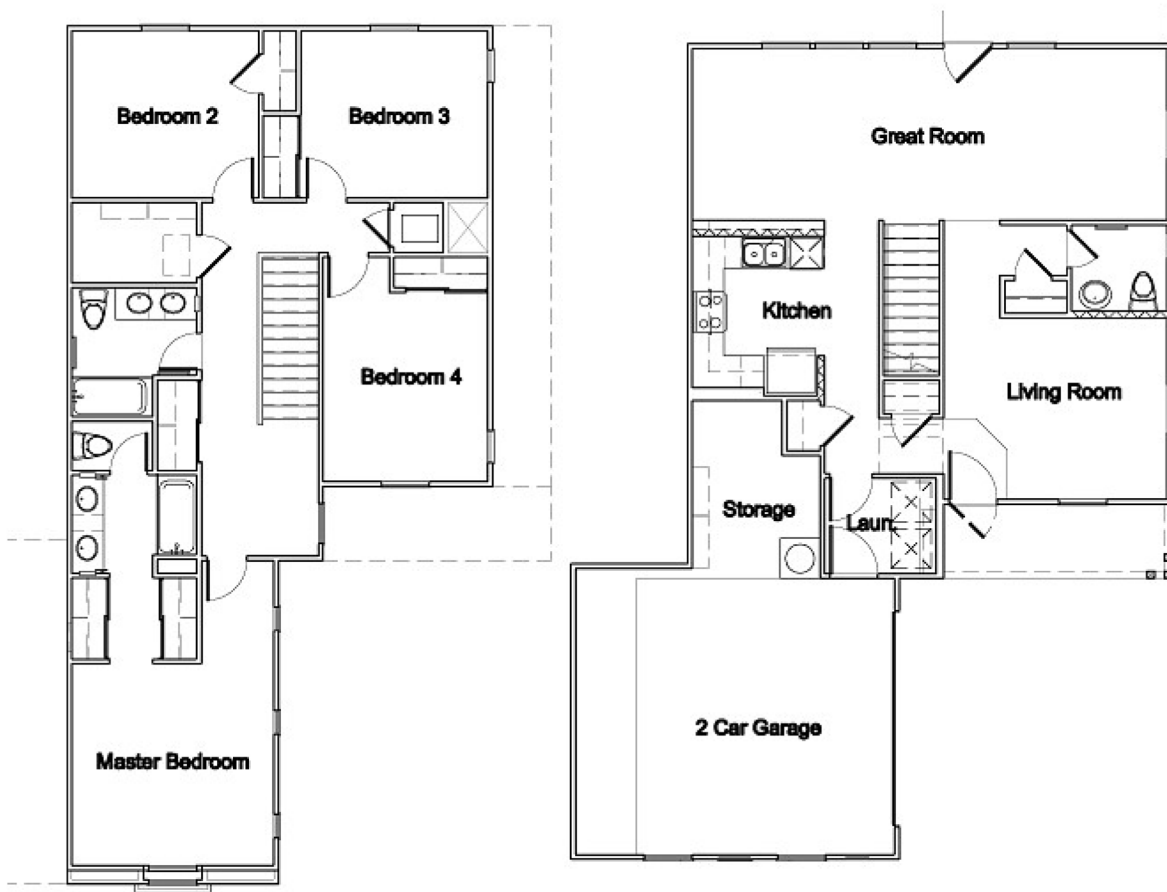 Bedroom 2
Bedroom 3
Bedroom 4
Master Bedroom
Great Room
Kitchen
Living Room
Storage
Laun.
2 Car Garage